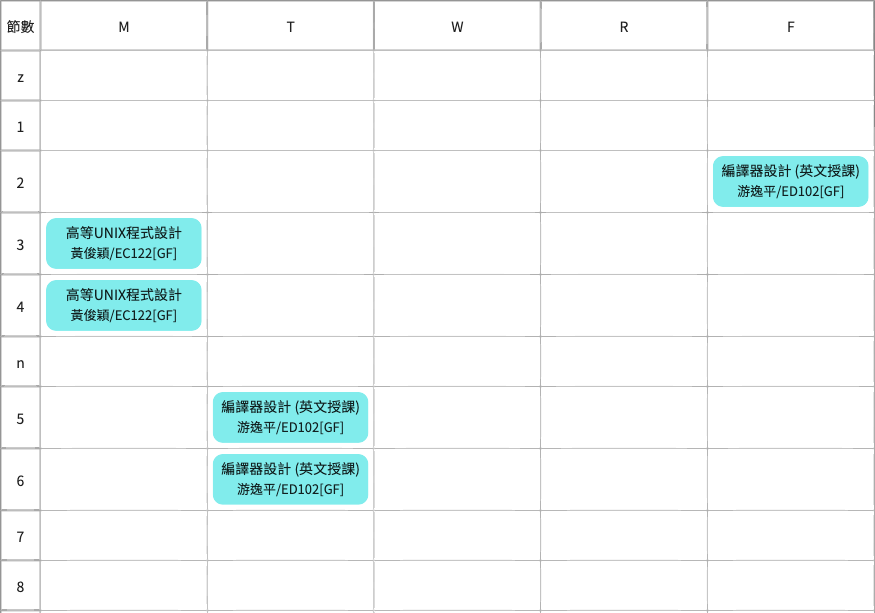 節數 M T W R F
z
1
2
編譯器設計 (英文授課)
游逸平/ED102[GF]
3
高等UNIX程式設計
黃俊穎/EC122[GF]
4
高等UNIX程式設計
黃俊穎/EC122[GF]
n
5
編譯器設計 (英文授課)
游逸平/ED102[GF]
6
編譯器設計 (英文授課)
游逸平/ED102[GF]
7
8